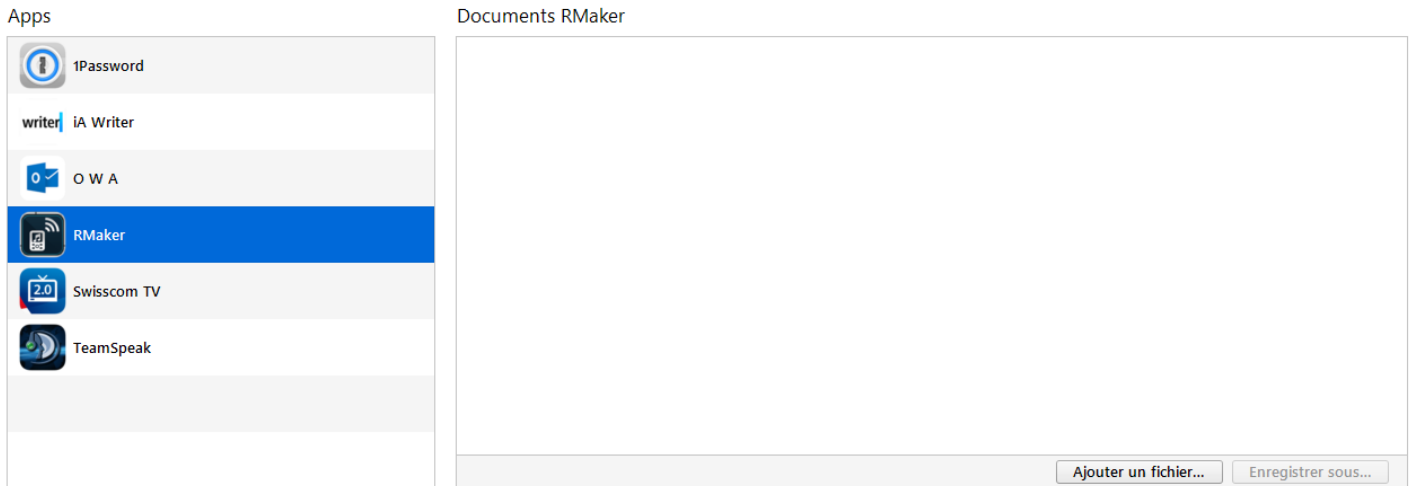 Apps
Documents RMaker
1Password
writer iA Writer
O W A
RMaker
2.0 Swisscom TV
TeamSpeak
Ajouter un fichier... Enregistrer sous...